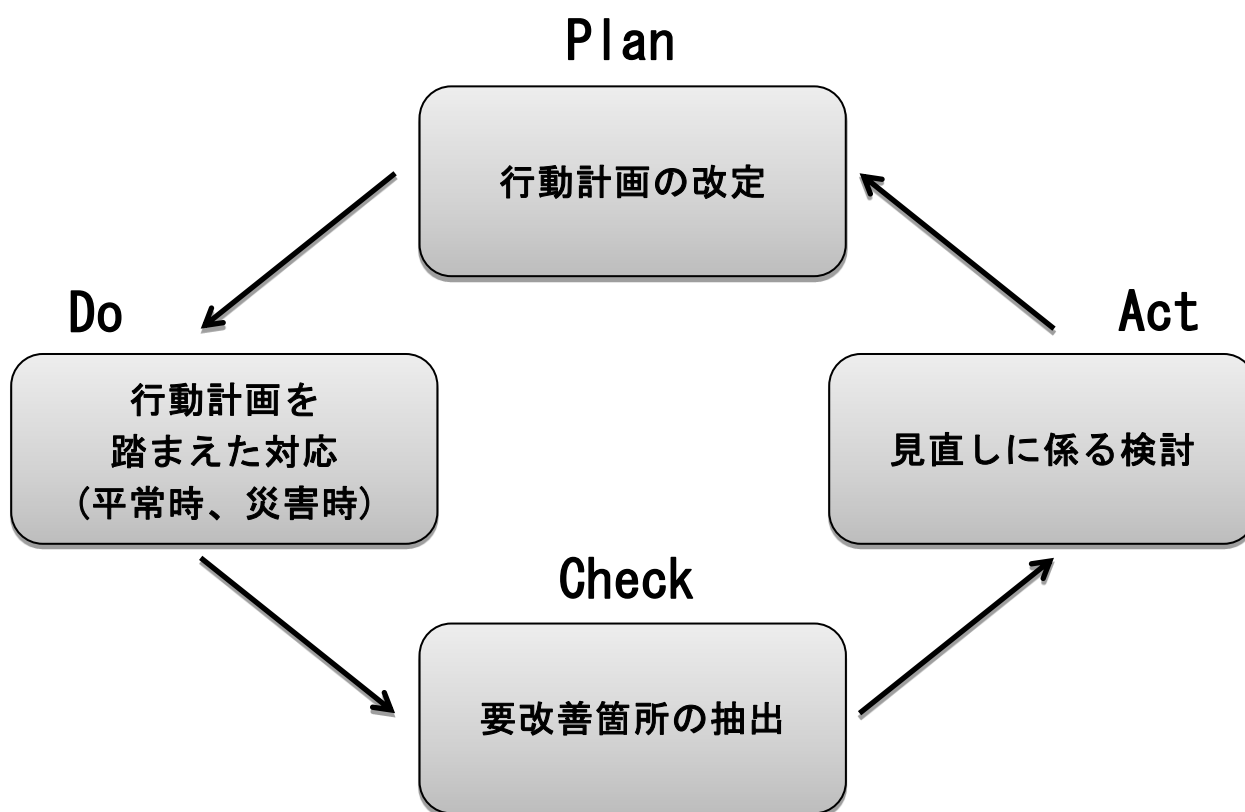 Plan
行動計画の改定
Do
行動計画を
踏まえた対応
(平常時、災害時)
Check
要改善箇所の抽出
Act
見直しに係る検討